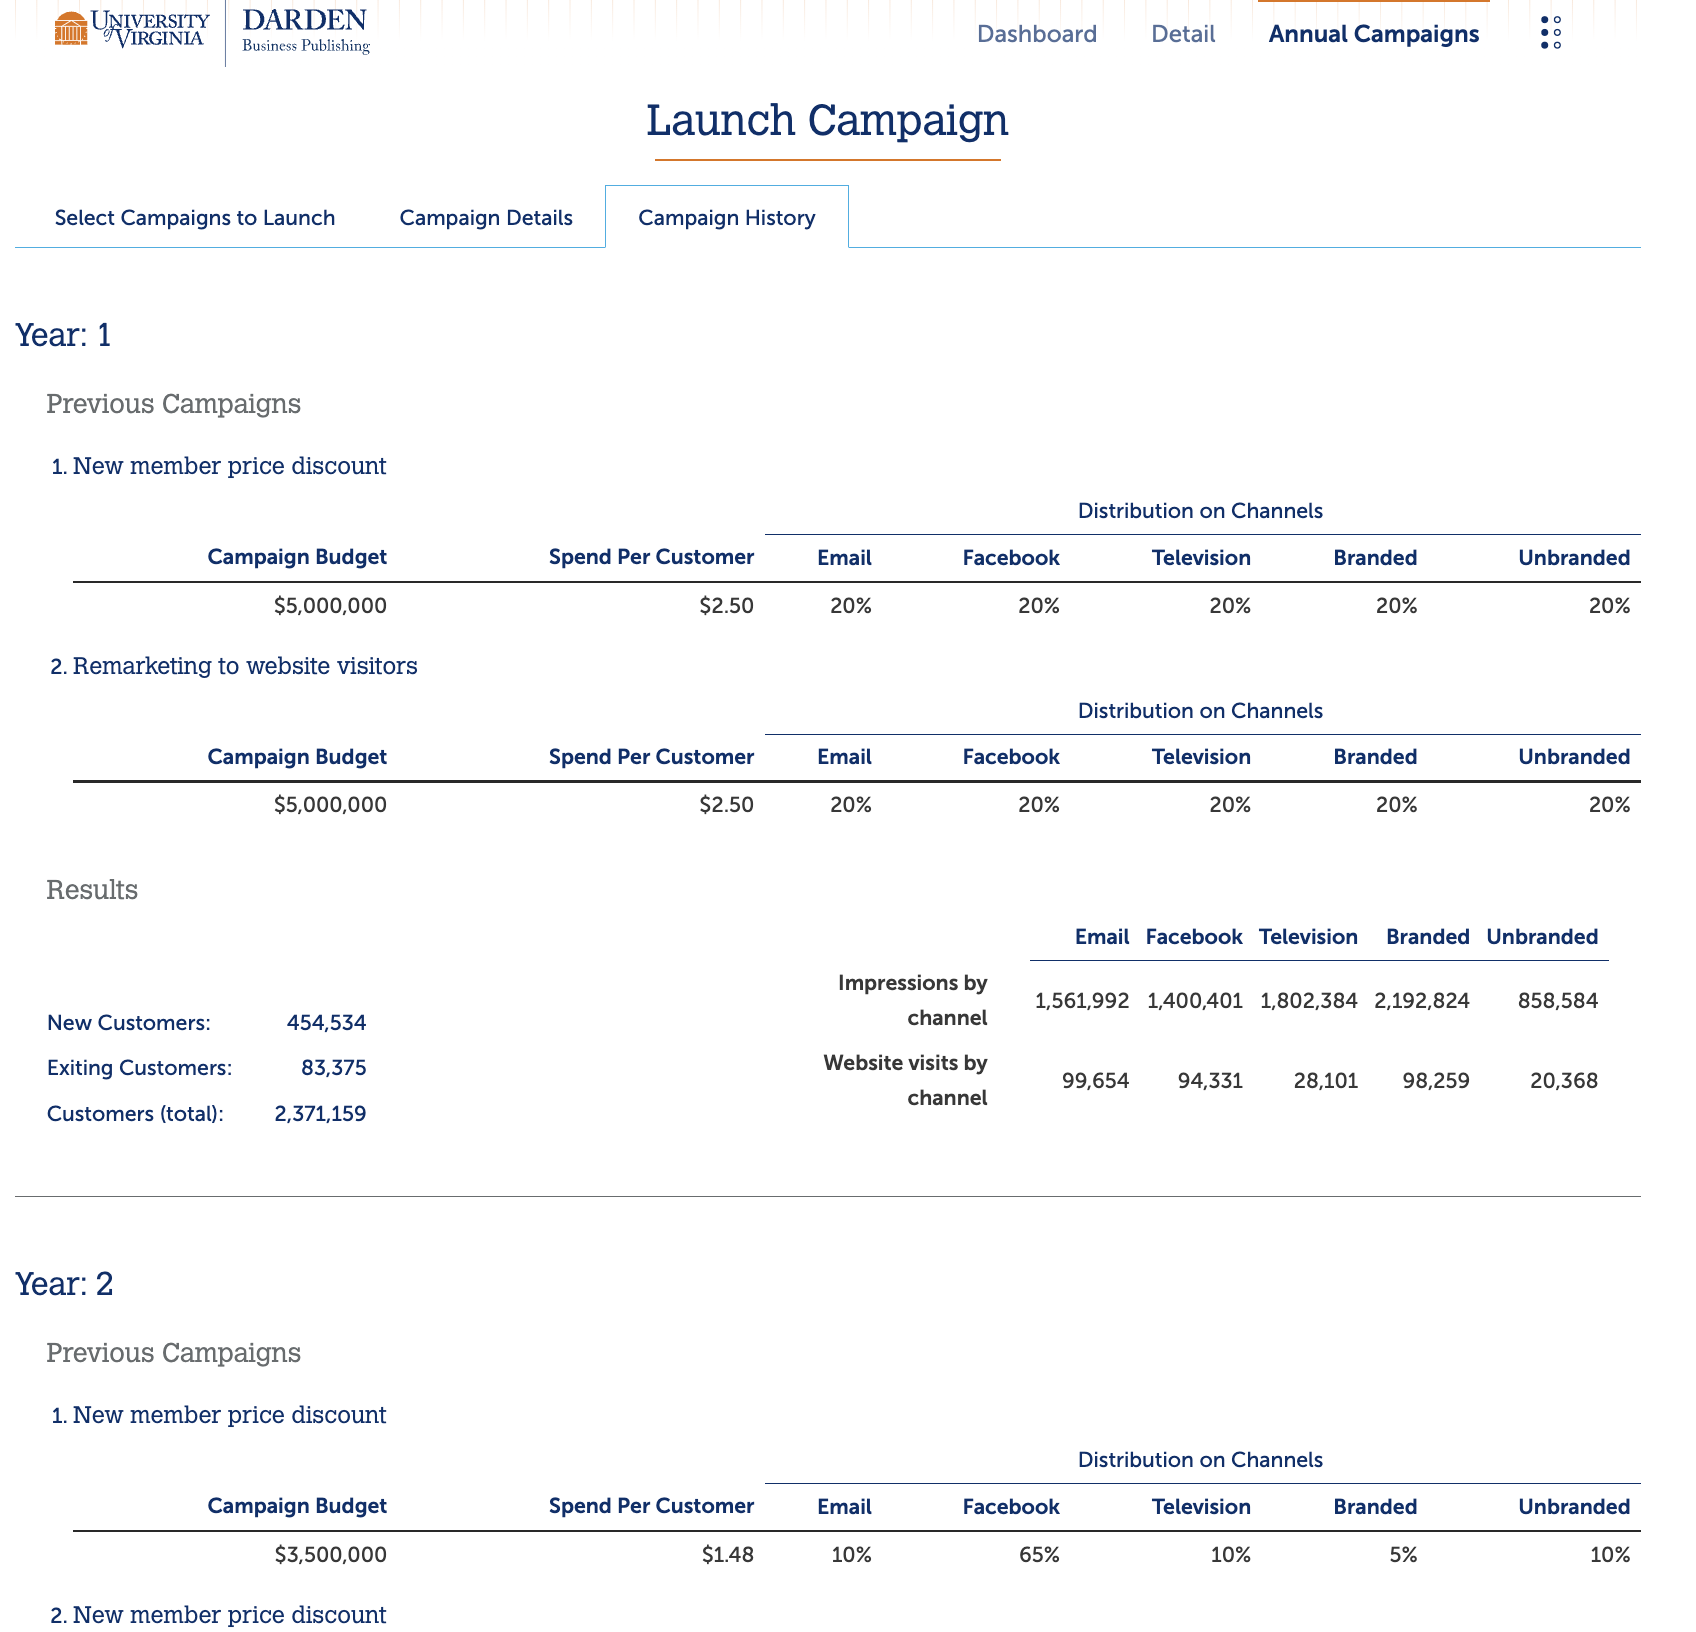 UNIVERSITY
of VIRGINIA
DARDEN
Business Publishing
Dashboard Detail Annual Campaigns
Launch Campaign
Select Campaigns to Launch Campaign Details Campaign History
Year: 1
Previous Campaigns
1. New member price discount
Distribution on Channels
Campaign Budget Spend Per Customer Email Facebook Television Branded Unbranded
$5,000,000 $2.50 20% 20% 20% 20% 20%
2. Remarketing to website visitors
Distribution on Channels
Campaign Budget Spend Per Customer Email Facebook Television Branded Unbranded
$5,000,000 $2.50 20% 20% 20% 20% 20%
Results
Email Facebook Television Branded Unbranded
Impressions by
channel
1,561,992 1,400,401 1,802,384 2,192,824 858,584
New Customers: 454,534
Website visits by
channel
99,654 94,331 28,101 98,259 20,368
Exiting Customers: 83,375
Customers (total): 2,371,159
Year: 2
Previous Campaigns
1. New member price discount
Distribution on Channels
Campaign Budget Spend Per Customer Email Facebook Television Branded Unbranded
$3,500,000 $1.48 10% 65% 10% 5% 10%
2. New member price discount